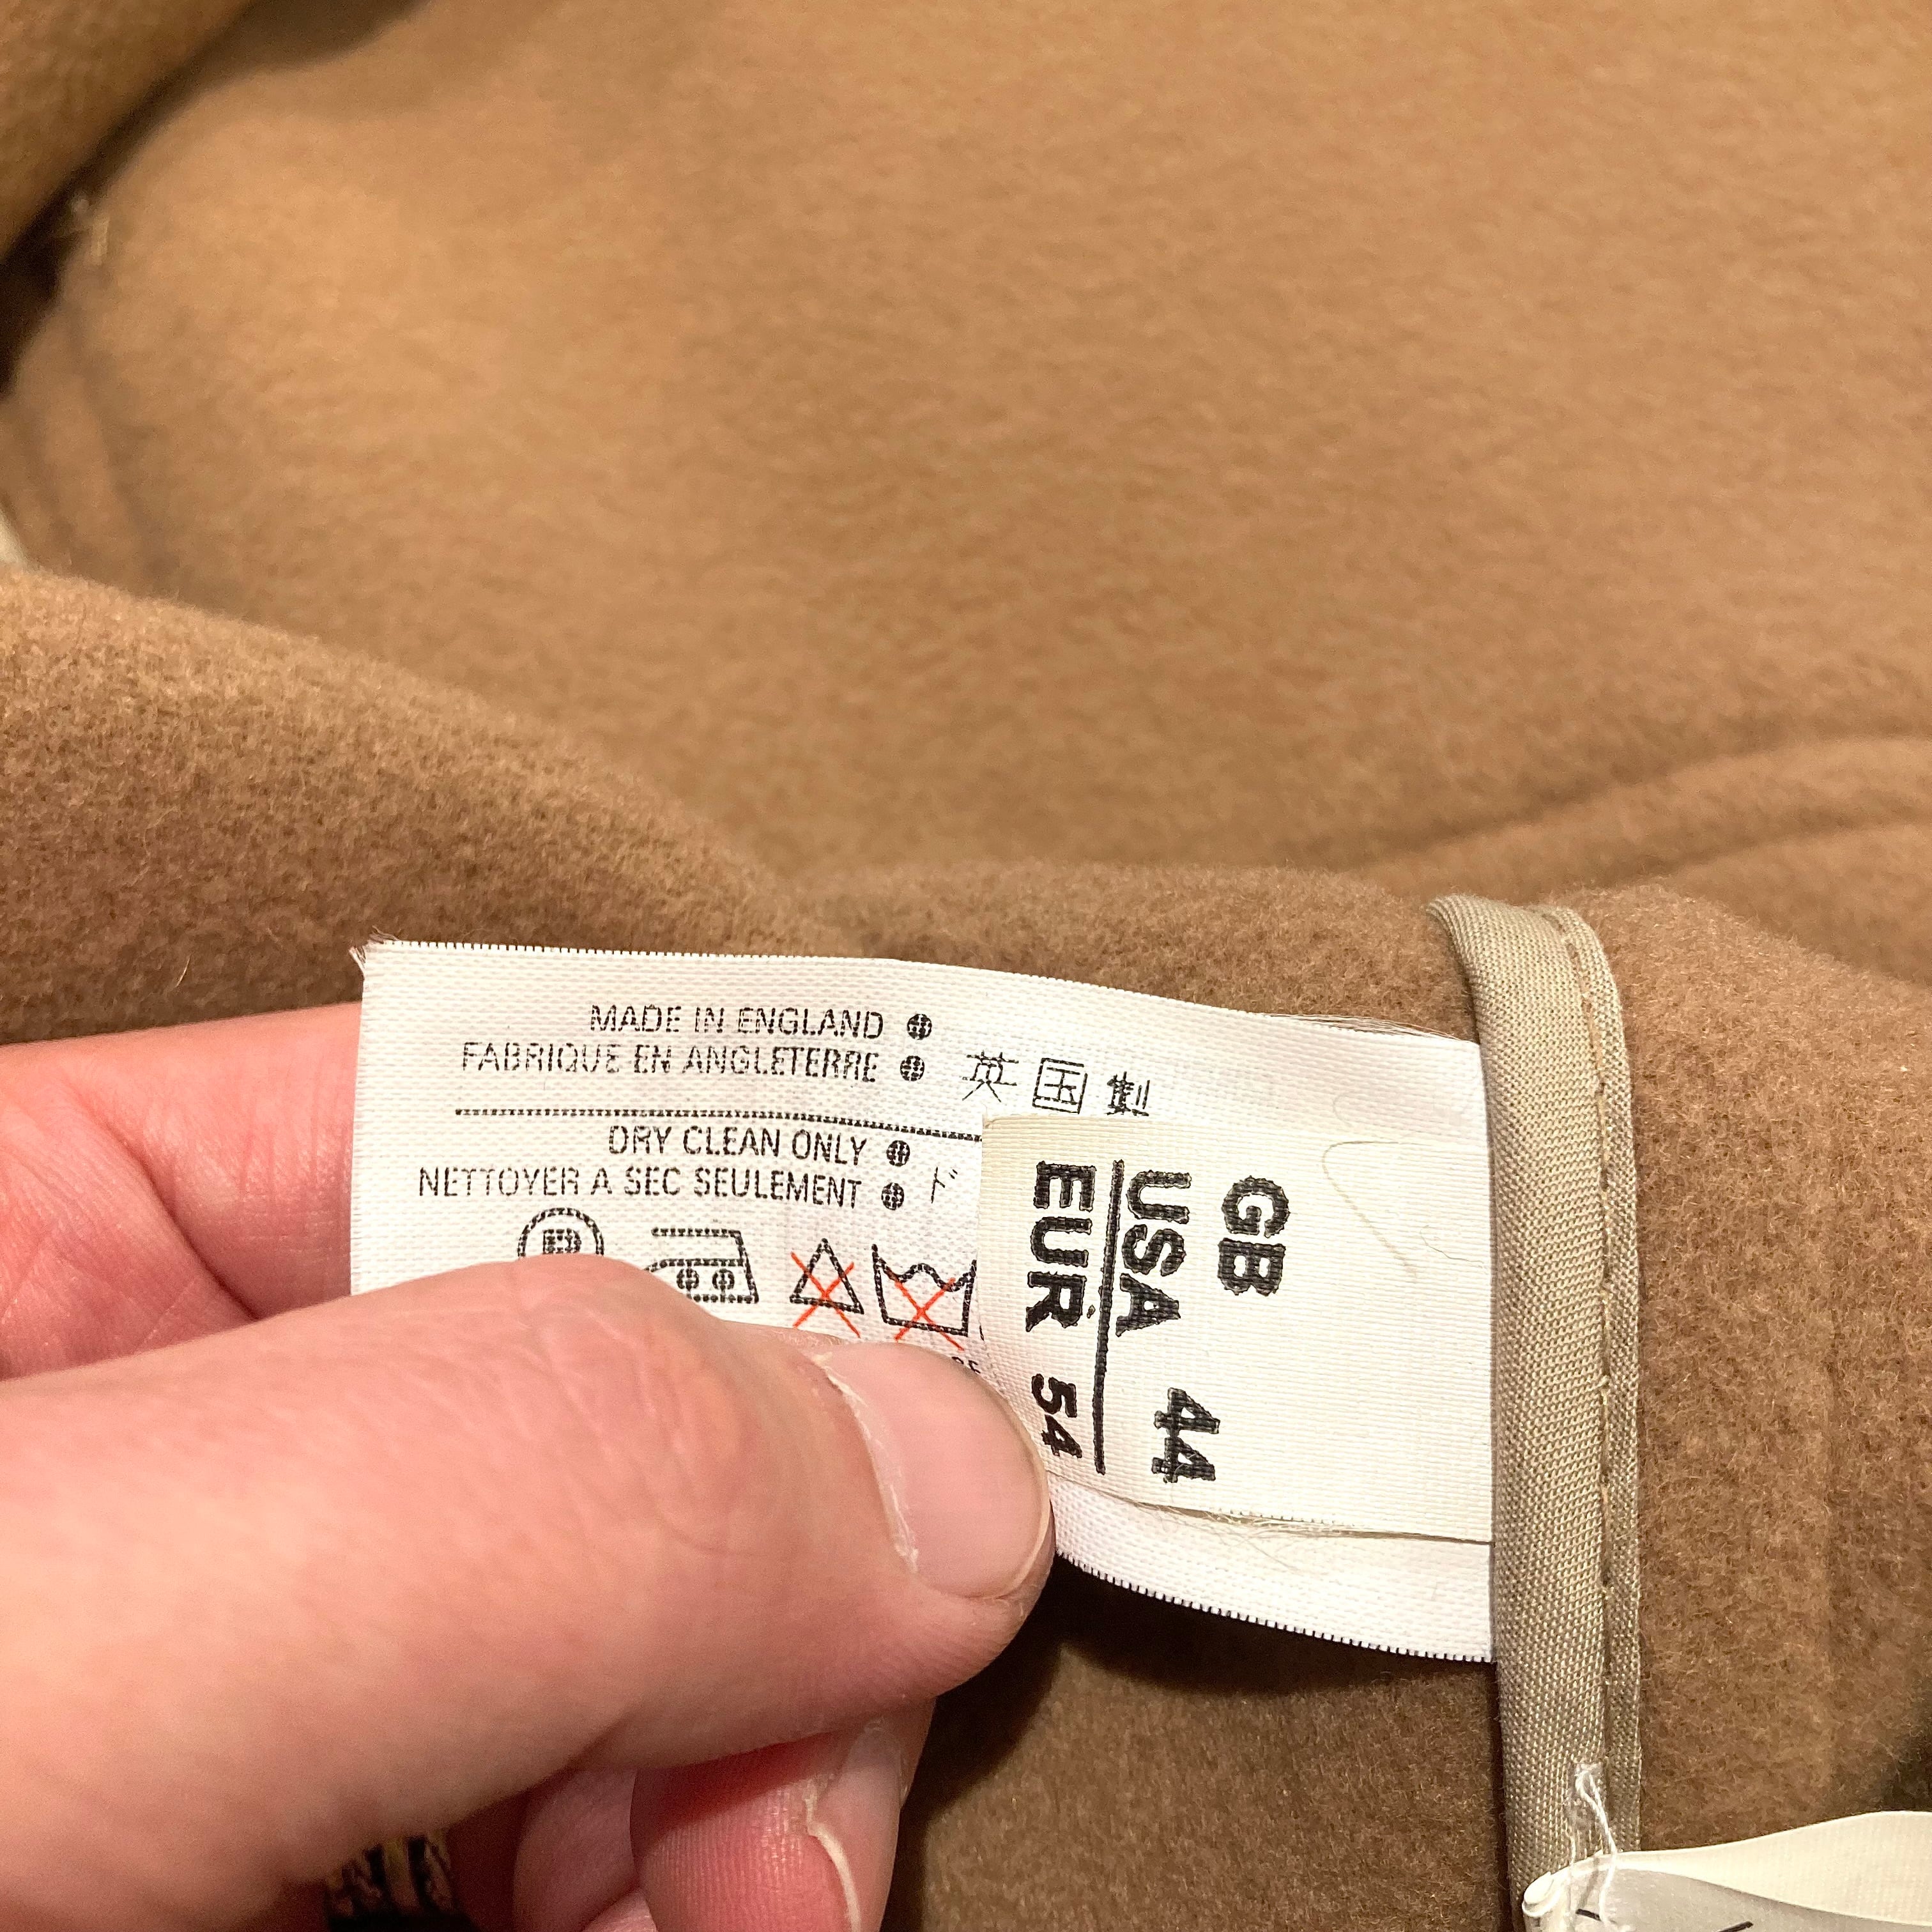 MADE IN ENGLAND
FABRIQUE EN ANGLETERRE
英国製
DRY CLEAN ONLY
NETTOYER A SEC SEULEMENT
ド
GB
USA 44
EUR 54